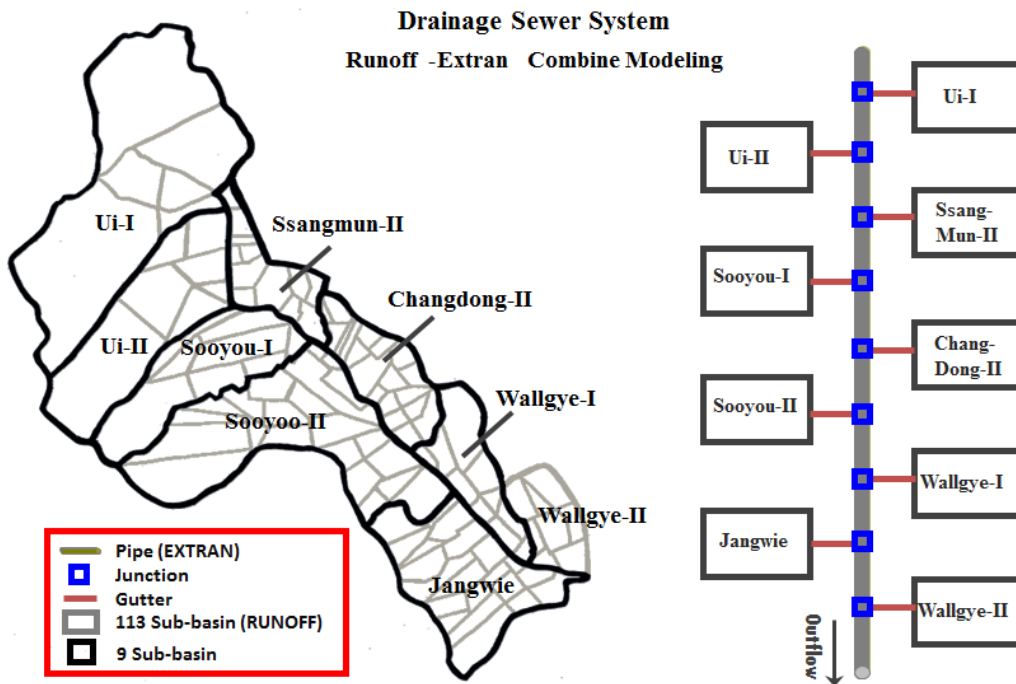 Drainage Sewer System
Runoff -Extran Combine Modeling
Ui-I
Ssangmun-II
Changdong-II
Ui-II
Sooyou-I
Wallgye-I
Sooyoo-II
Wallgye-II
Jangwie
Pipe (EXTRAN)
Junction
Gutter
113 Sub-basin (RUNOFF)
9 Sub-basin
Ui-I
Ui-II
Ssang-
Mun-II
Sooyou-I
Chang-
Dong-II
Sooyou-II
Wallgye-I
Jangwie
Wallgye-II
Outflow